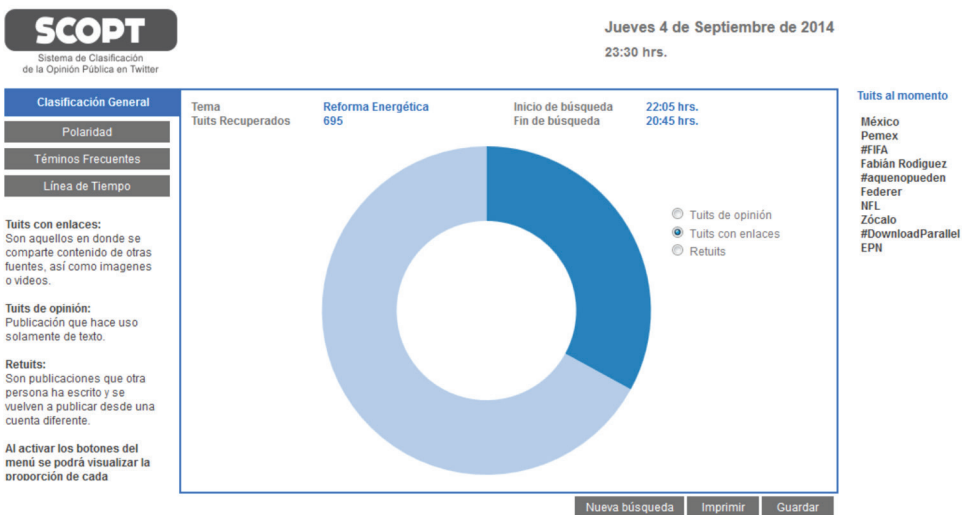 SCOPT
Sistema de Clasificación
de la Opinión Pública en Twitter
Jueves 4 de Septiembre de 2014
23:30 hrs.
Clasificación General
Polaridad
Téminos Frecuentes
Línea de Tiempo
Tuits con enlaces:
Son aquellos en donde se
comparte contenido de otras
fuentes, así como imagenes
o videos.
Tuits de opinión:
Publicación que hace uso
solamente de texto.
Retuits:
Son publicaciones que otra
persona ha escrito y se
vuelven a publicar desde una
cuenta diferente.
Al activar los botones del
menú se podrá visualizar la
proporción de cada
Tema Reforma Energética Inicio de búsqueda 22:05 hrs.
Tuits Recuperados 695 Fin de búsqueda 20:45 hrs.
Tuits de opinión
Tuits con enlaces
Retuits
Tuits al momento
México
Pemex
#FIFA
Fabián Rodíguez
#aquenopueden
Federer
NFL
Zócalo
#DownloadParallel
EPN
Nueva búsqueda Imprimir Guardar